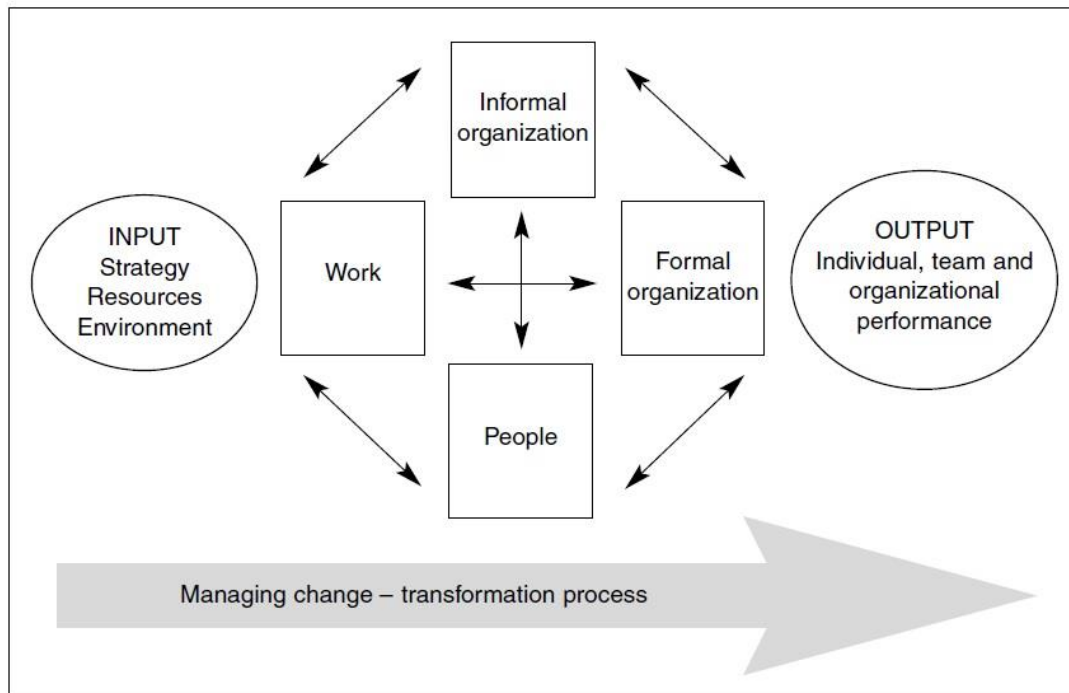 Informal
organization
INPUT
Strategy
Resources
Environment
Work
Formal
organization
OUTPUT
Individual, team and
organizational
performance
People
Managing change – transformation process